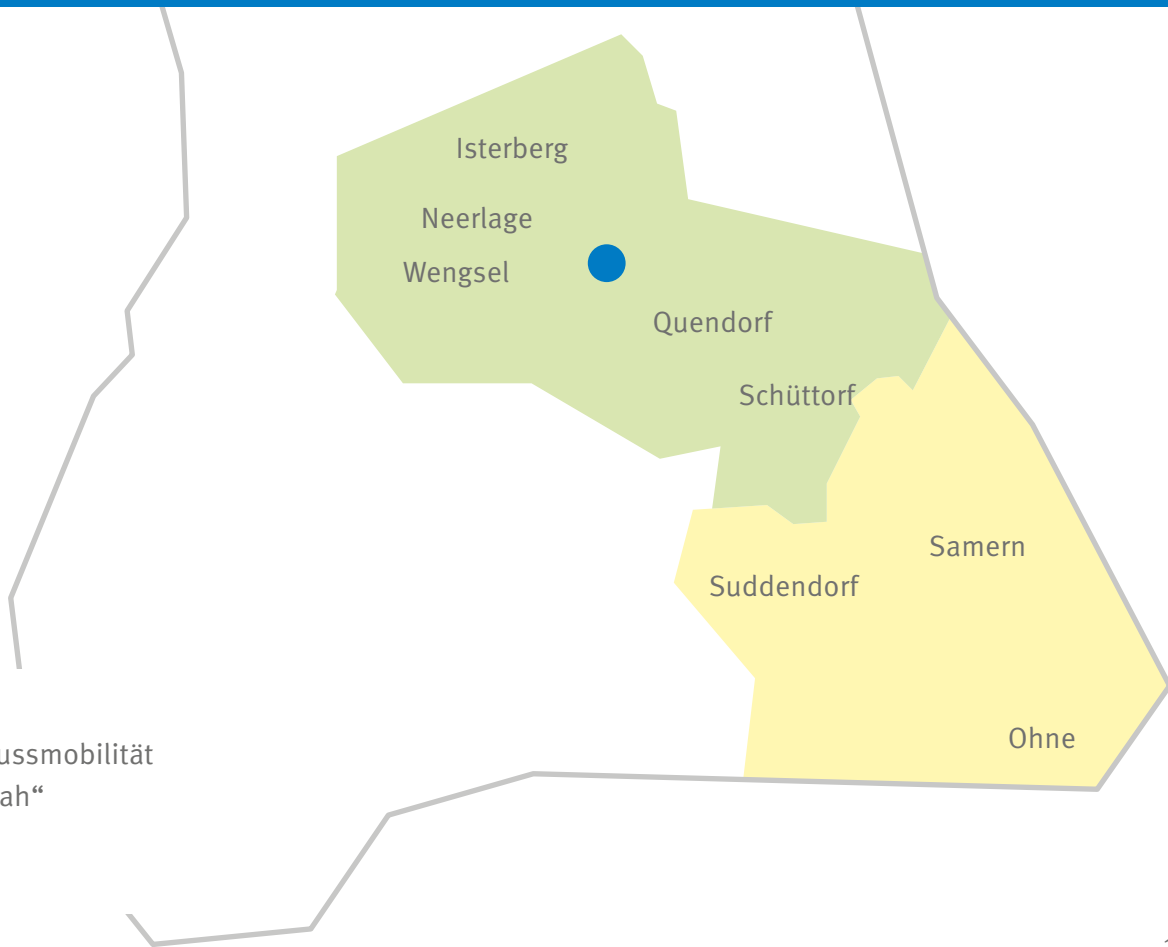 Isterberg
Neerlage
Wengsel
Quendorf
Schüttorf
Samern
Suddendorf
Ohne
ussmobilität
ah“